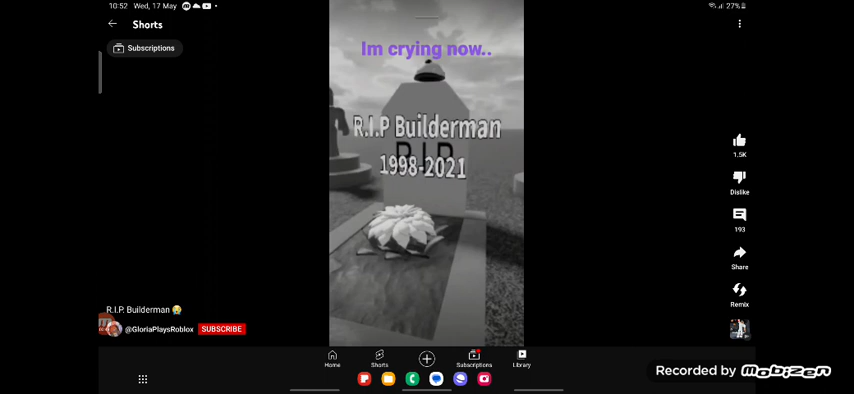 10:52 Wed, 17 May
27%
Shorts
Subscriptions
Im crying now..
R.I.P Builderman
R.I.P
1998-2021
1.5K
Dislike
193
Share
Remix
R.I.P. Builderman 😭
@GloriaPlaysRoblox SUBSCRIBE
Home Shorts Subscriptions Library
Recorded by mobizen